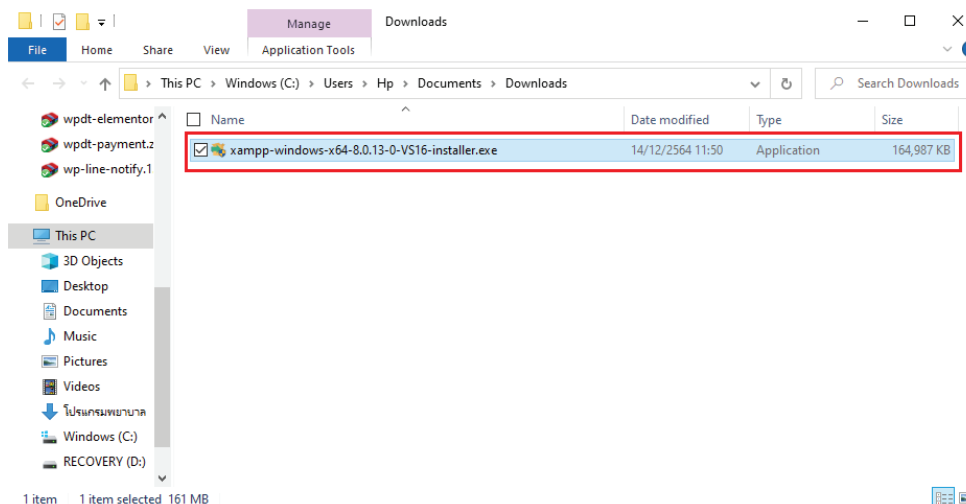 Manage
Downloads
File
Home
Share
View
Application Tools
This PC > Windows (C:) > Users > Hp > Documents > Downloads
Search Downloads
Name
Date modified
Type
Size
xampp-windows-x64-8.0.13-0-VS16-installer.exe
14/12/2564 11:50
Application
164,987 KB
wpdt-elementor
wpdt-payment.z
wp-line-notify.1
OneDrive
This PC
3D Objects
Desktop
Documents
Music
Pictures
Videos
โปรแกรมพยาบาล
Windows (C:)
RECOVERY (D:)
1 item
1 item selected 161 MB